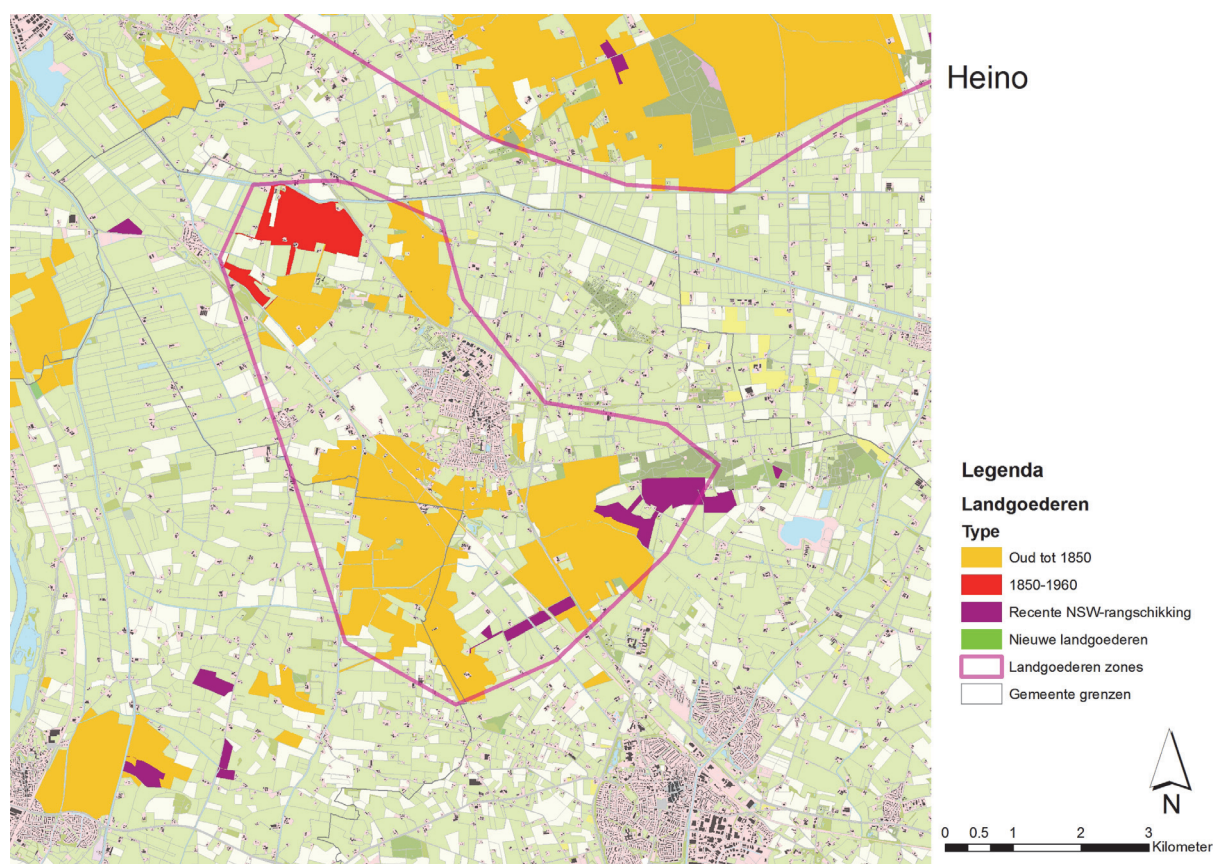 Heino
Legenda
Landgoederen
Type
Oud tot 1850
1850-1960
Recente NSW-rangschikking
Nieuwe landgoederen
Landgoederen zones
Gemeente grenzen
N
0 0.5 1 2 3
Kilometer